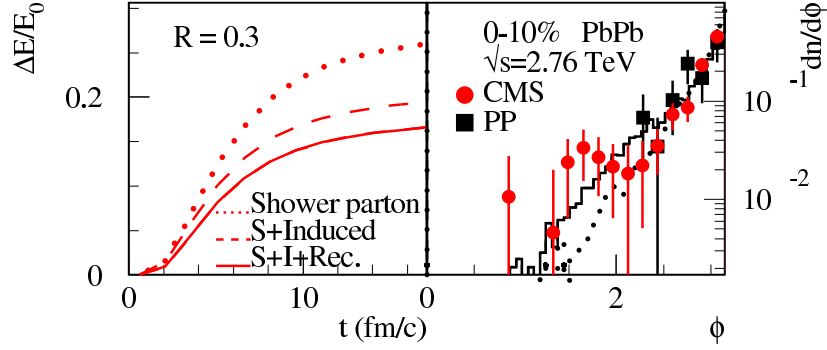 ΔE/E₀
R = 0.3
0.2
0
Shower parton
S+Induced
S+I+Rec.
0
10
t (fm/c)
0-10% PbPb
√s=2.76 TeV
CMS
PP
dn/dϕ
10⁻¹
10⁻²
0
2
ϕ